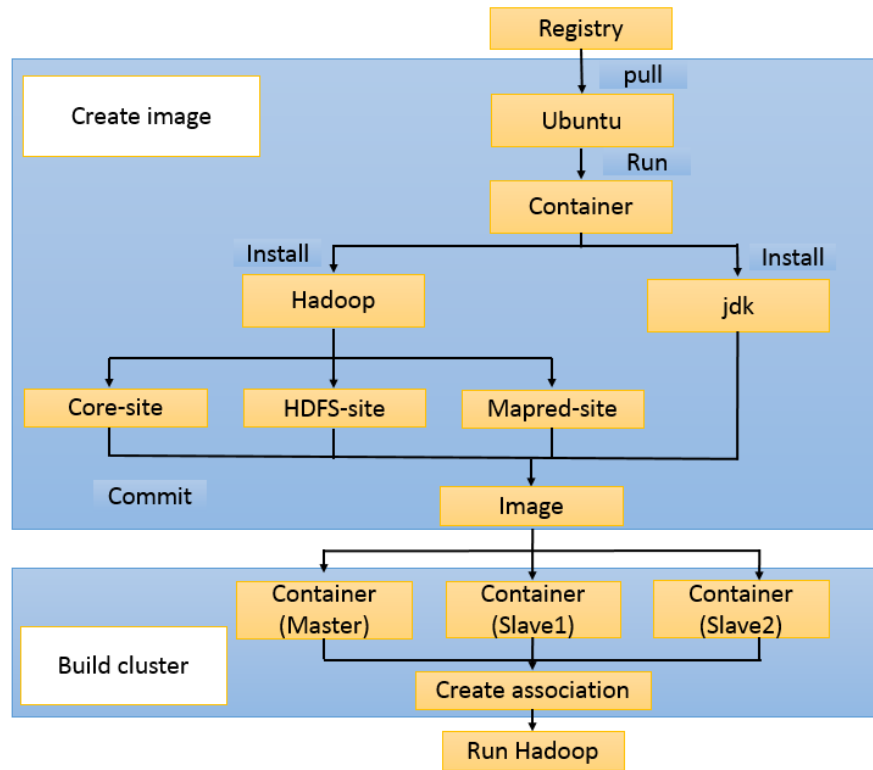 Registry
pull
Create image
Ubuntu
Run
Container
Install
Install
Hadoop
jdk
Core-site
HDFS-site
Mapred-site
Commit
Image
Container
(Master)
Container
(Slave1)
Container
(Slave2)
Build cluster
Create association
Run Hadoop